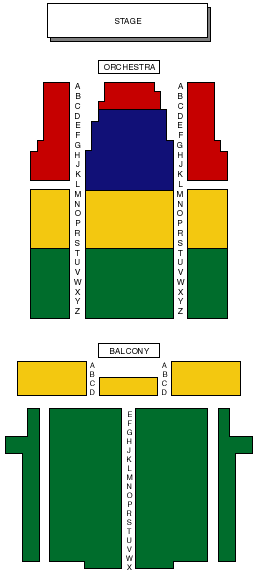 STAGE
ORCHESTRA
A A
B B
C C
D D
E E
F F
G G
H H
J J
K K
L L
M M
N N
O O
P P
R R
S S
T T
U U
V V
W W
X X
Y Y
Z Z
BALCONY
A A
B B
C C
D D
E
F
G
H
J
K
L
M
N
O
P
R
S
T
U
V
W
X